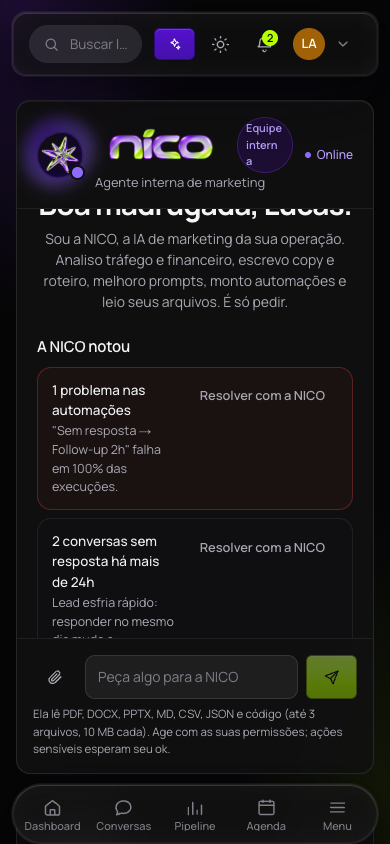 Buscar l...
2
LA
nico
Equipe
intern
a
Online
Agente interna de marketing
Boa madrugada, Lucas!
Sou a NICO, a IA de marketing da sua operação.
Analiso tráfego e financeiro, escrevo copy e
roteiro, melhoro prompts, monto automações e
leio seus arquivos. É só pedir.
A NICO notou
1 problema nas
automações
Resolver com a NICO
"Sem resposta →
Follow-up 2h" falha
em 100% das
execuções.
2 conversas sem
resposta há mais
de 24h
Resolver com a NICO
Lead esfria rápido:
responder no mesmo
Peça algo para a NICO
Ela lê PDF, DOCX, PPTX, MD, CSV, JSON e código (até 3
arquivos, 10 MB cada). Age com as suas permissões; ações
sensíveis esperam seu ok.
Dashboard
Conversas
Pipeline
Agenda
Menu